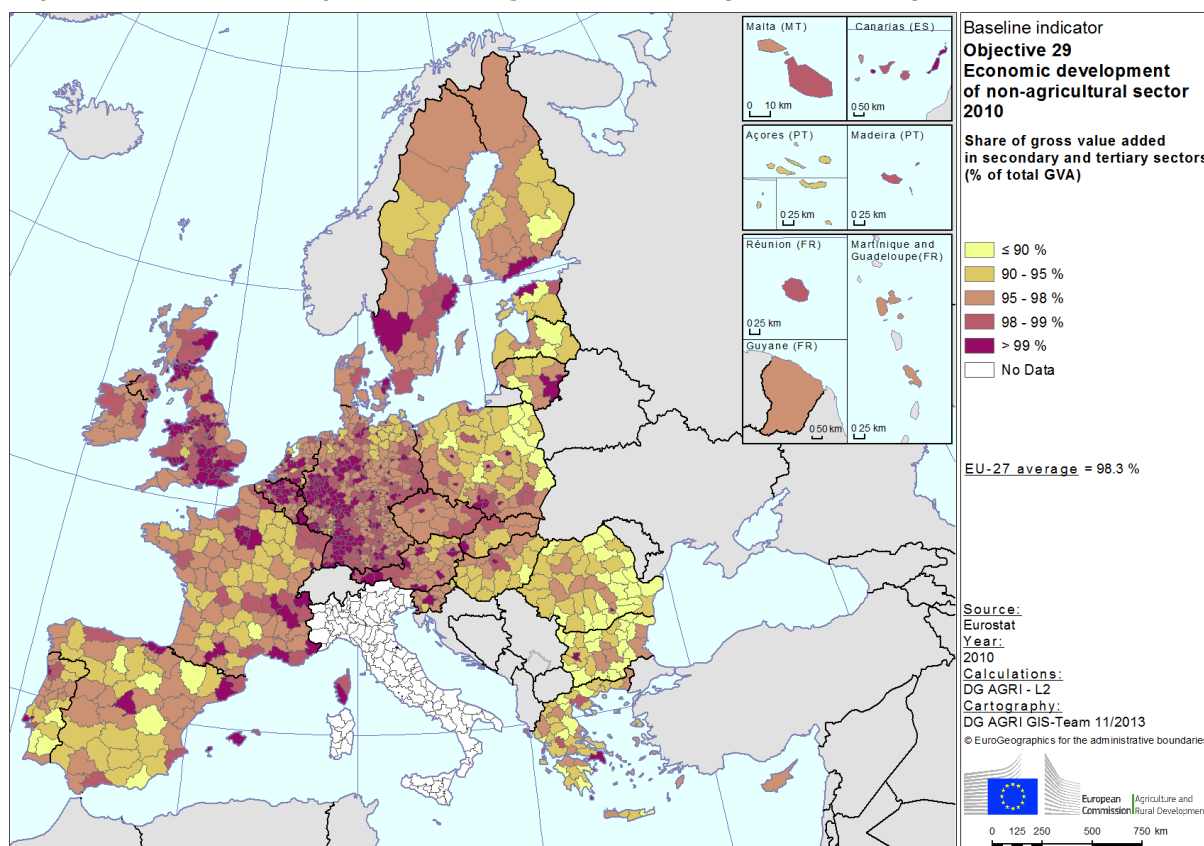 Malta (MT)
0 10 km
Canarias (ES)
0 50 km
Açores (PT)
0 25 km
Madeira (PT)
0 25 km
Réunion (FR)
0 25 km
Martinique and
Guadeloupe(FR)
0 25 km
Guyane (FR)
0 50 km
Baseline indicator
Objective 29
Economic development
of non-agricultural sector
2010
Share of gross value added
in secondary and tertiary sectors
(% of total GVA)
≤ 90 %
90 - 95 %
95 - 98 %
98 - 99 %
> 99 %
No Data
EU-27 average = 98.3 %
Source:
Eurostat
Year:
2010
Calculations:
DG AGRI - L2
Cartography:
DG AGRI GIS-Team 11/2013
© EuroGeographics for the administrative boundaries
European
Commission
Agriculture and
Rural Development
0 125 250 500 750 km